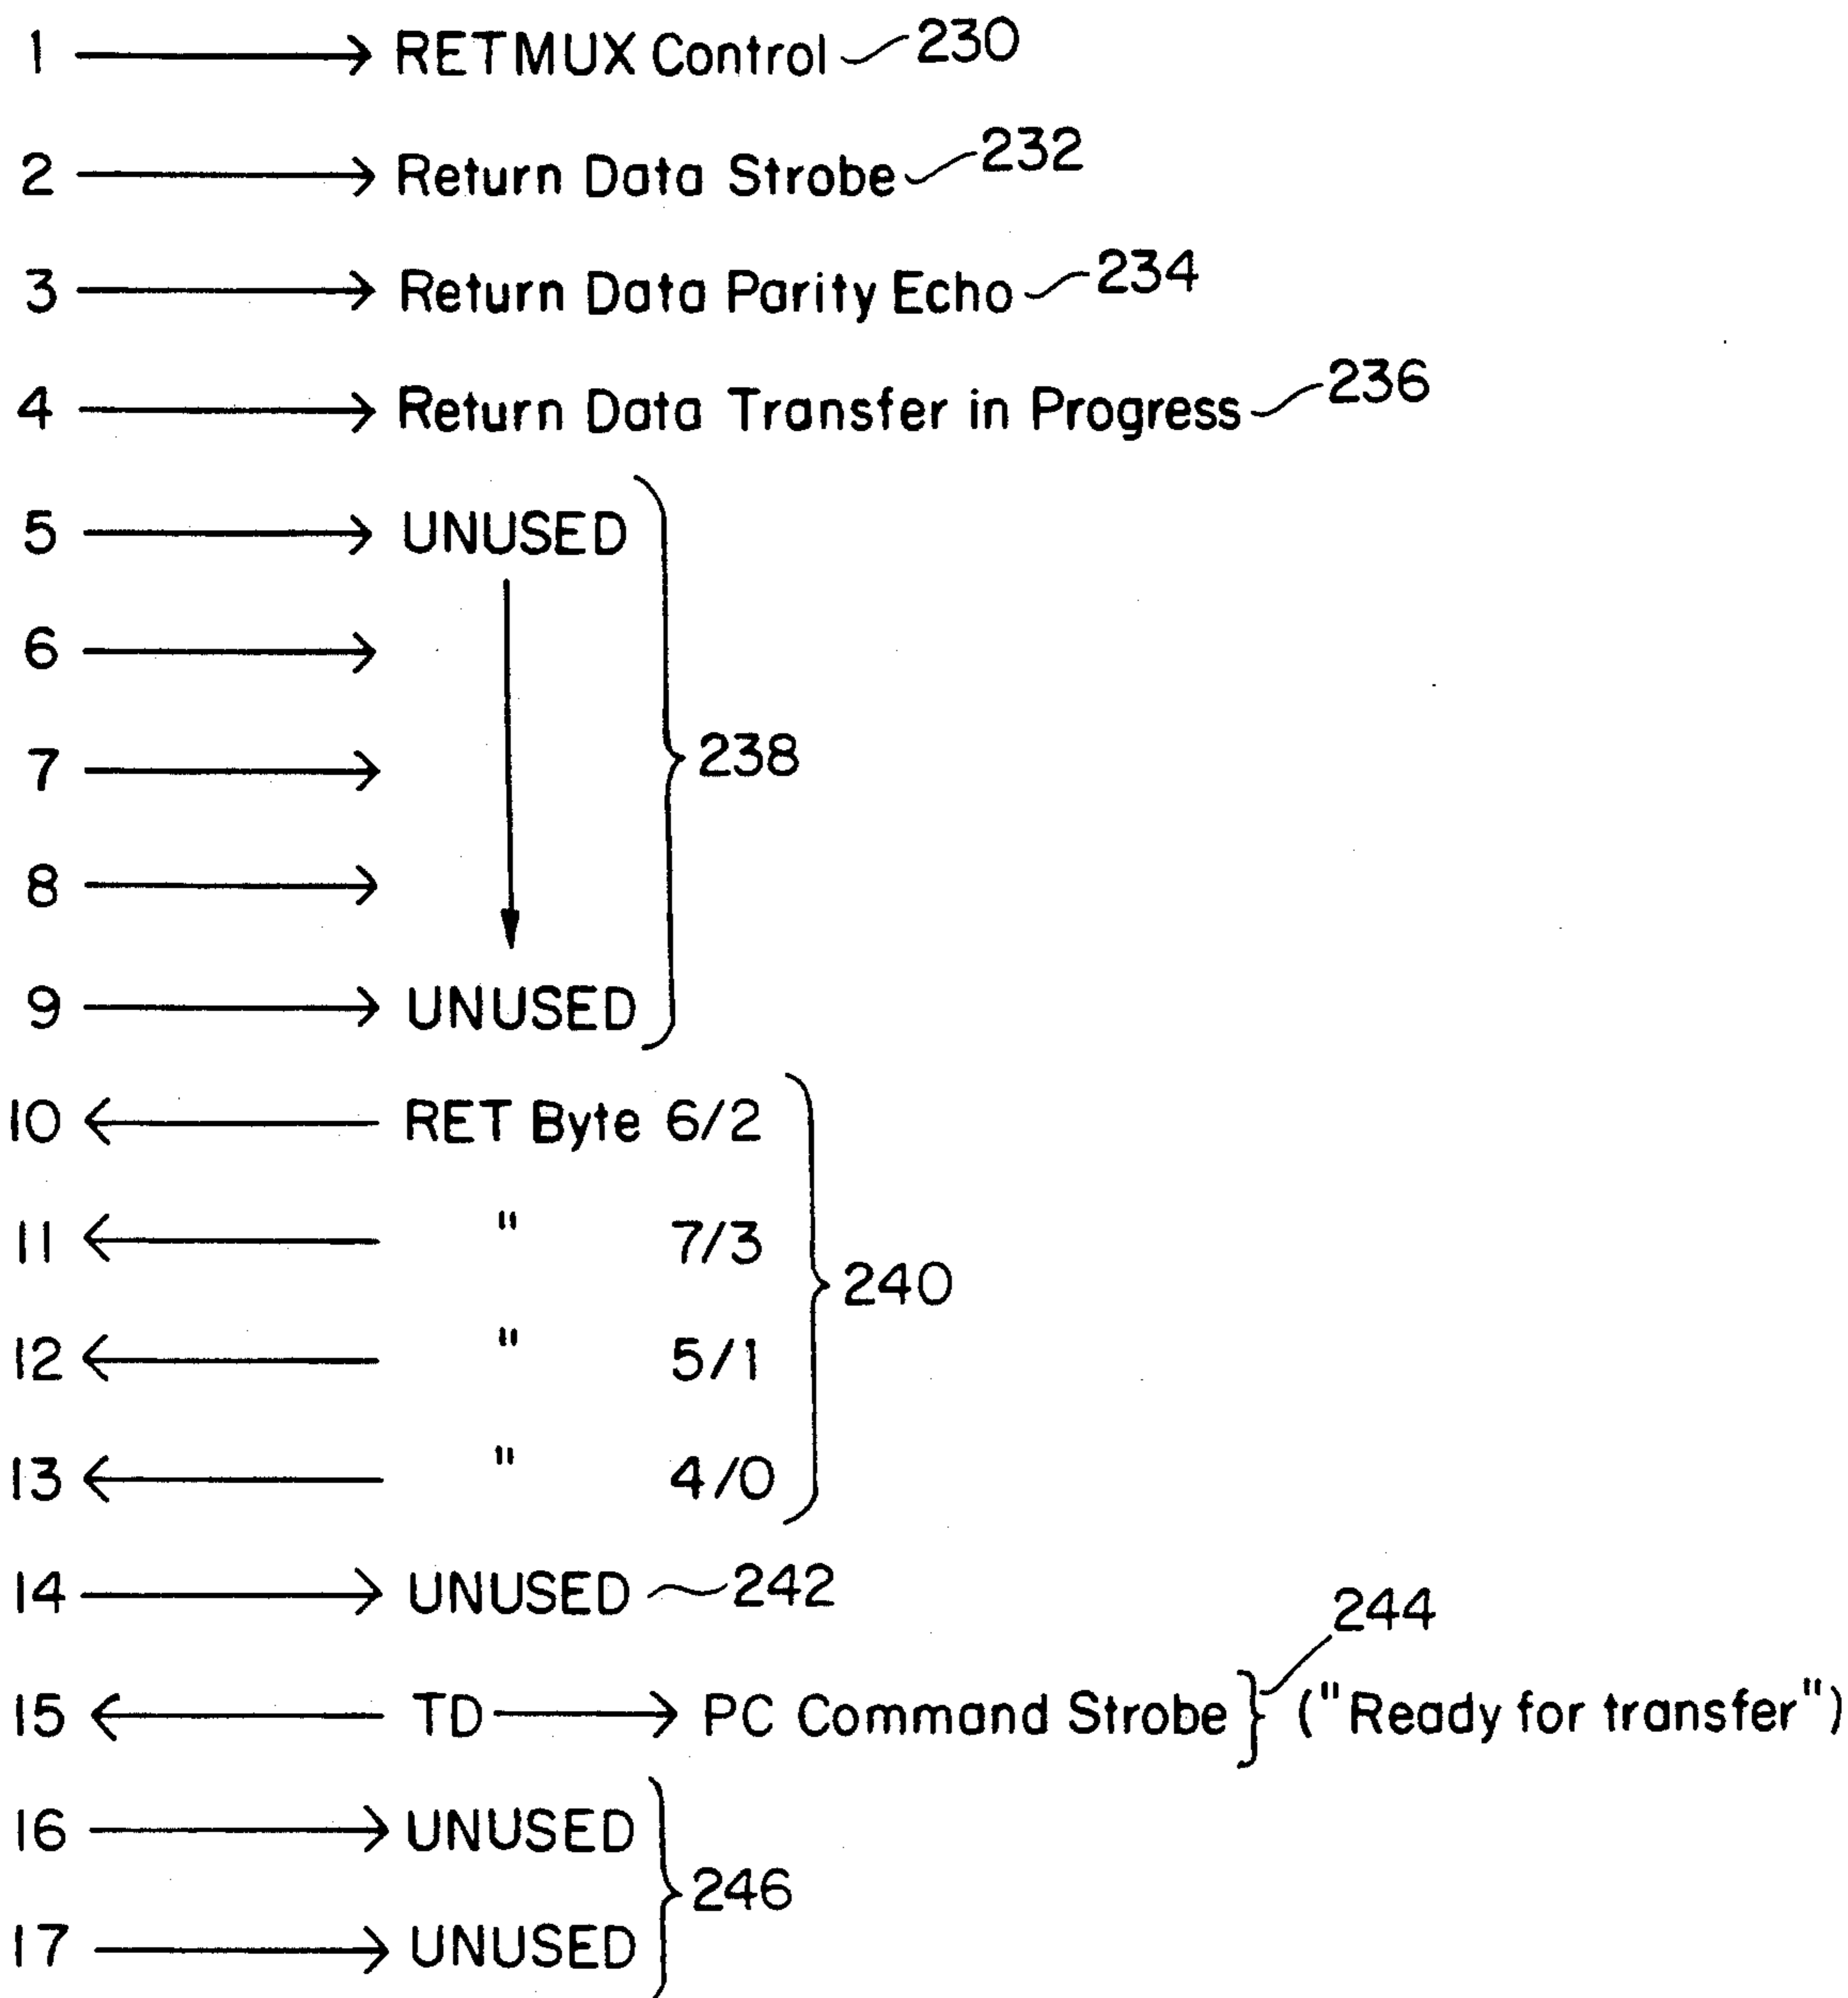 1 → RETMUX Control 230
2 → Return Data Strobe 232
3 → Return Data Parity Echo 234
4 → Return Data Transfer in Progress 236
5 → UNUSED
6 →
7 → 238
8 →
9 → UNUSED
10 ← RET Byte 6/2
11 ← " 7/3
240
12 ← " 5/1
13 ← " 4/0
14 → UNUSED 242
244
15 ← TD → PC Command Strobe } ("Ready for transfer")
16 → UNUSED
246
17 → UNUSED